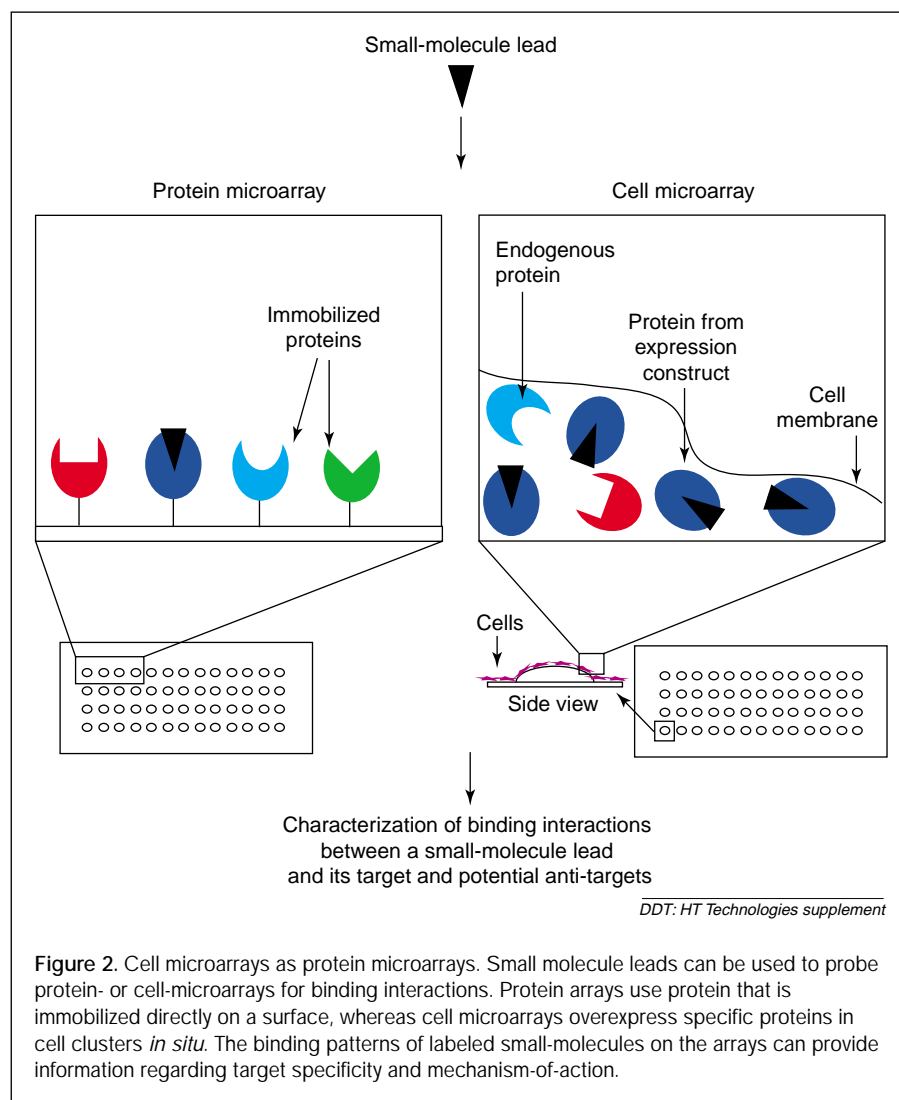 Small-molecule lead
Protein microarray
Cell microarray
Immobilized
proteins
Endogenous
protein
Protein from
expression
construct
Cell
membrane
Cells
Side view
Characterization of binding interactions
between a small-molecule lead
and its target and potential anti-targets
DDT: HT Technologies supplement
Figure 2. Cell microarrays as protein microarrays. Small molecule leads can be used to probe
protein- or cell-microarrays for binding interactions. Protein arrays use protein that is
immobilized directly on a surface, whereas cell microarrays overexpress specific proteins in
cell clusters in situ. The binding patterns of labeled small-molecules on the arrays can provide
information regarding target specificity and mechanism-of-action.